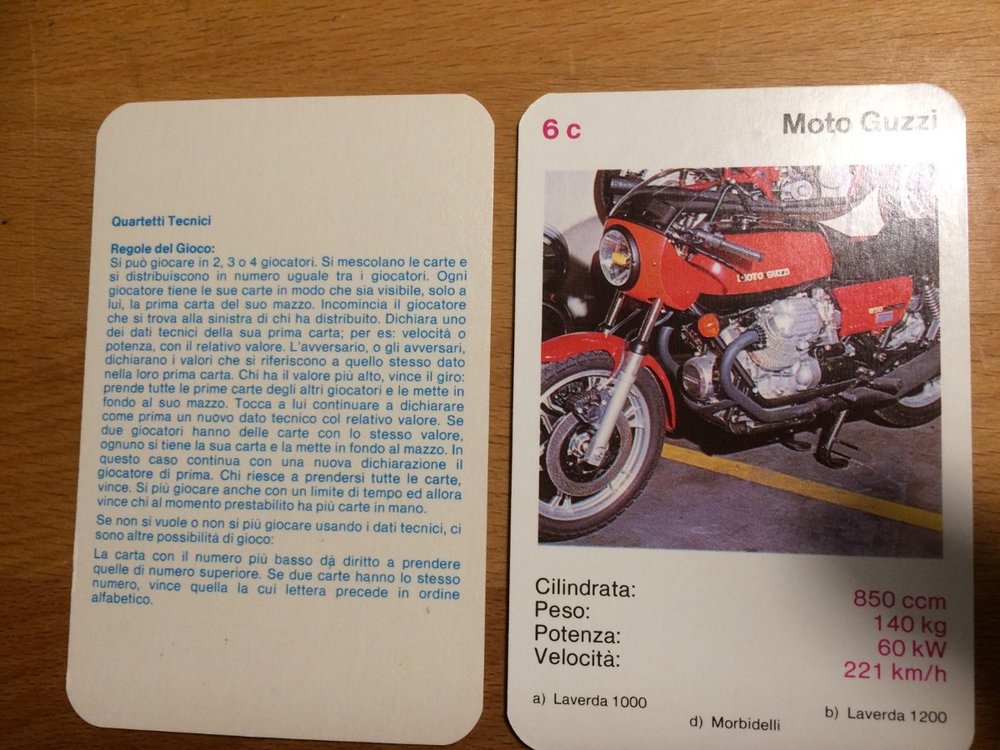 Quartetti Tecnici
Regole del Gioco:
Si può giocare in 2, 3 o 4 giocatori. Si mescolano le carte e
si distribuiscono in numero uguale tra i giocatori. Ogni
giocatore tiene le sue carte in modo che sia visibile, solo a
lui, la prima carta del suo mazzo. Incomincia il giocatore
che si trova alla sinistra di chi ha distribuito. Dichiara uno
dei dati tecnici della sua prima carta; per es: velocità o
potenza, con il relativo valore. L'avversario, o gli avversari,
dichiarano i valori che si riferiscono a quello stesso dato
nella loro prima carta. Chi ha il valore più alto, vince il giro:
prende tutte le prime carte degli altri giocatori e le mette in
fondo al suo mazzo. Tocca a lui continuare a dichiarare
come prima un nuovo dato tecnico col relativo valore. Se
due giocatori hanno delle carte con lo stesso valore,
ognuno si tiene la sua carta e la mette in fondo al mazzo. In
questo caso continua con una nuova dichiarazione il
giocatore di prima. Chi riesce a prendersi tutte le carte,
vince. Si più giocare anche con un limite di tempo ed allora
vince chi al momento prestabilito ha più carte in mano.
Se non si vuole o non si più giocare usando i dati tecnici, ci
sono altre possibilità di gioco:
La carta con il numero più basso dà diritto a prendere
quelle di numero superiore. Se due carte hanno lo stesso
numero, vince quella la cui lettera precede in ordine
alfabetico.
6 c Moto Guzzi
MOTO GUZZI
850
Cilindrata: 850 ccm
Peso: 140 kg
Potenza: 60 kW
Velocità: 221 km/h
a) Laverda 1000
d) Morbidelli
b) Laverda 1200